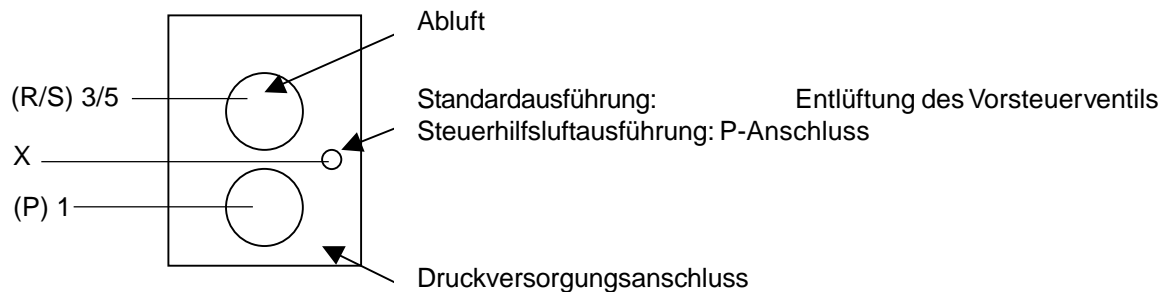 Abluft
(R/S) 3/5
Standardausführung: Entlüftung des Vorsteuerventils
Steuerhilfsluftausführung: P-Anschluss
X
(P) 1
Druckversorgungsanschluss